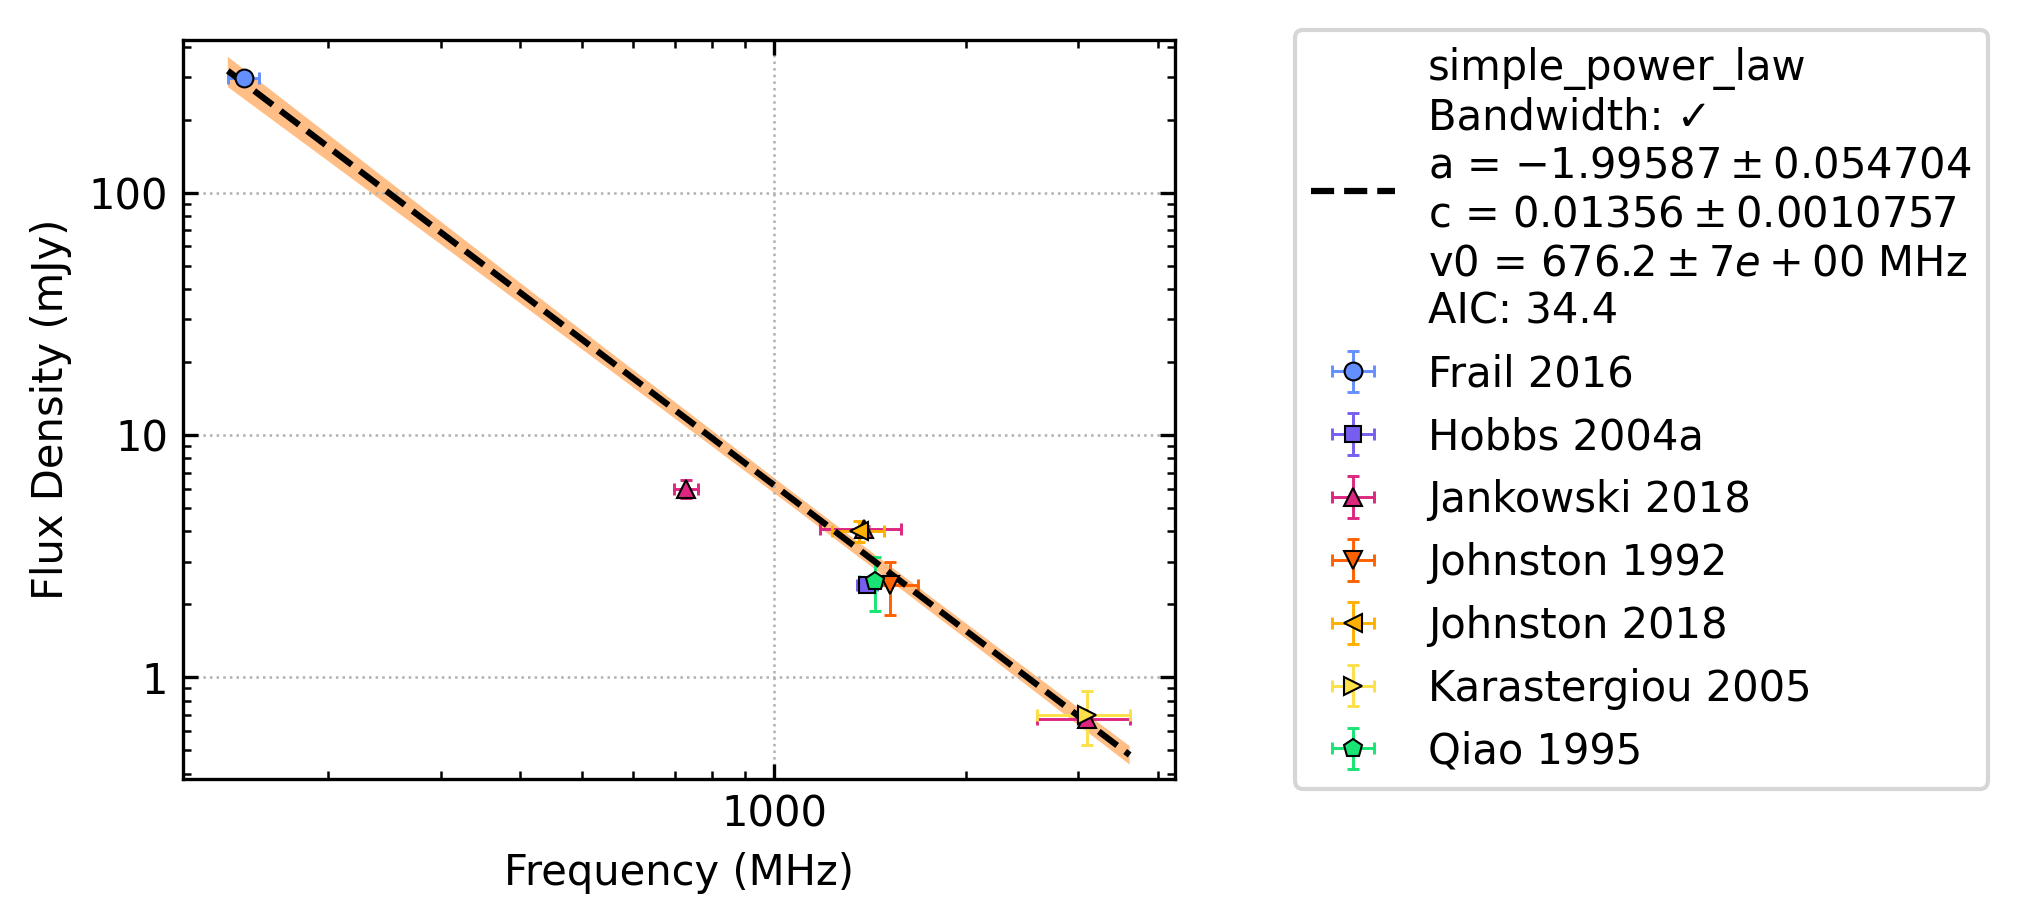 Flux Density (mJy)
100
10
1
1000
Frequency (MHz)
simple_power_law
Bandwidth: ✓
a = −1.99587 ± 0.054704
c = 0.01356 ± 0.0010757
v0 = 676.2 ± 7e + 00 MHz
AIC: 34.4
Frail 2016
Hobbs 2004a
Jankowski 2018
Johnston 1992
Johnston 2018
Karastergiou 2005
Qiao 1995